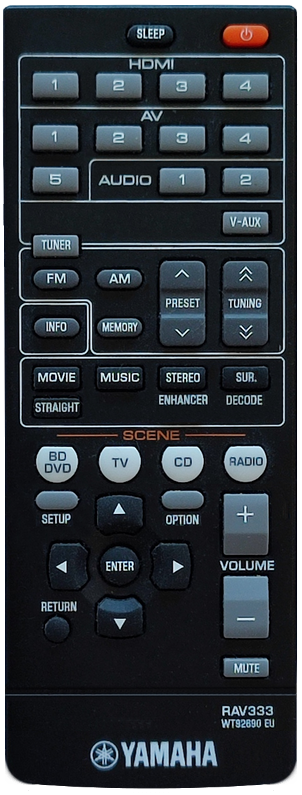 SLEEP
HDMI
1 2 3 4
AV
1 2 3 4
5 AUDIO 1 2
V-AUX
TUNER
FM AM PRESET TUNING
INFO MEMORY
MOVIE MUSIC STEREO SUR.
STRAIGHT ENHANCER DECODE
SCENE
BD DVD TV CD RADIO
SETUP OPTION
ENTER
VOLUME
RETURN
MUTE
RAV333
WT92890 EU
YAMAHA